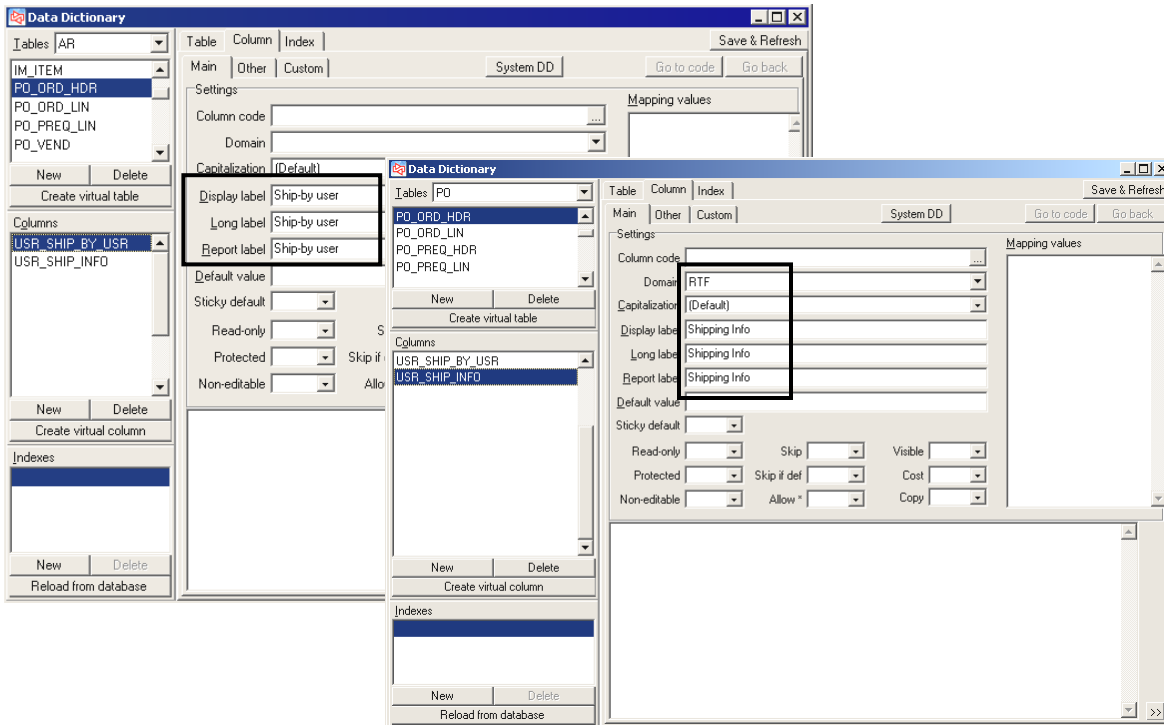 Data Dictionary
Tables AR
IM_ITEM
PO_ORD_HDR
PO_ORD_LIN
PO_PREQ_LIN
PO_VEND
New Delete
Create virtual table
Columns
USR_SHIP_BY_USR
USR_SHIP_INFO
New Delete
Create virtual column
Indexes
New Delete
Reload from database
Table Column Index Save & Refresh
Main Other Custom System DD Go to code Go back
Settings
Column code ...
Domain
Capitalization (Default)
Display label Ship-by user
Long label Ship-by user
Report label Ship-by user
Default value
Sticky default
Read-only S
Protected Skip if
Non-editable Allo
Mapping values
Data Dictionary
Tables PO
PO_ORD_HDR
PO_ORD_LIN
PO_PREQ_HDR
PO_PREQ_LIN
New Delete
Create virtual table
Columns
USR_SHIP_BY_USR
USR_SHIP_INFO
New Delete
Create virtual column
Indexes
New Delete
Reload from database
Table Column Index Save & Refresh
Main Other Custom System DD Go to code Go back
Settings
Column code ...
Domain RTF
Capitalization (Default)
Display label Shipping Info
Long label Shipping Info
Report label Shipping Info
Default value
Sticky default
Read-only Skip Visible
Protected Skip if def Cost
Non-editable Allow * Copy
Mapping values
>>